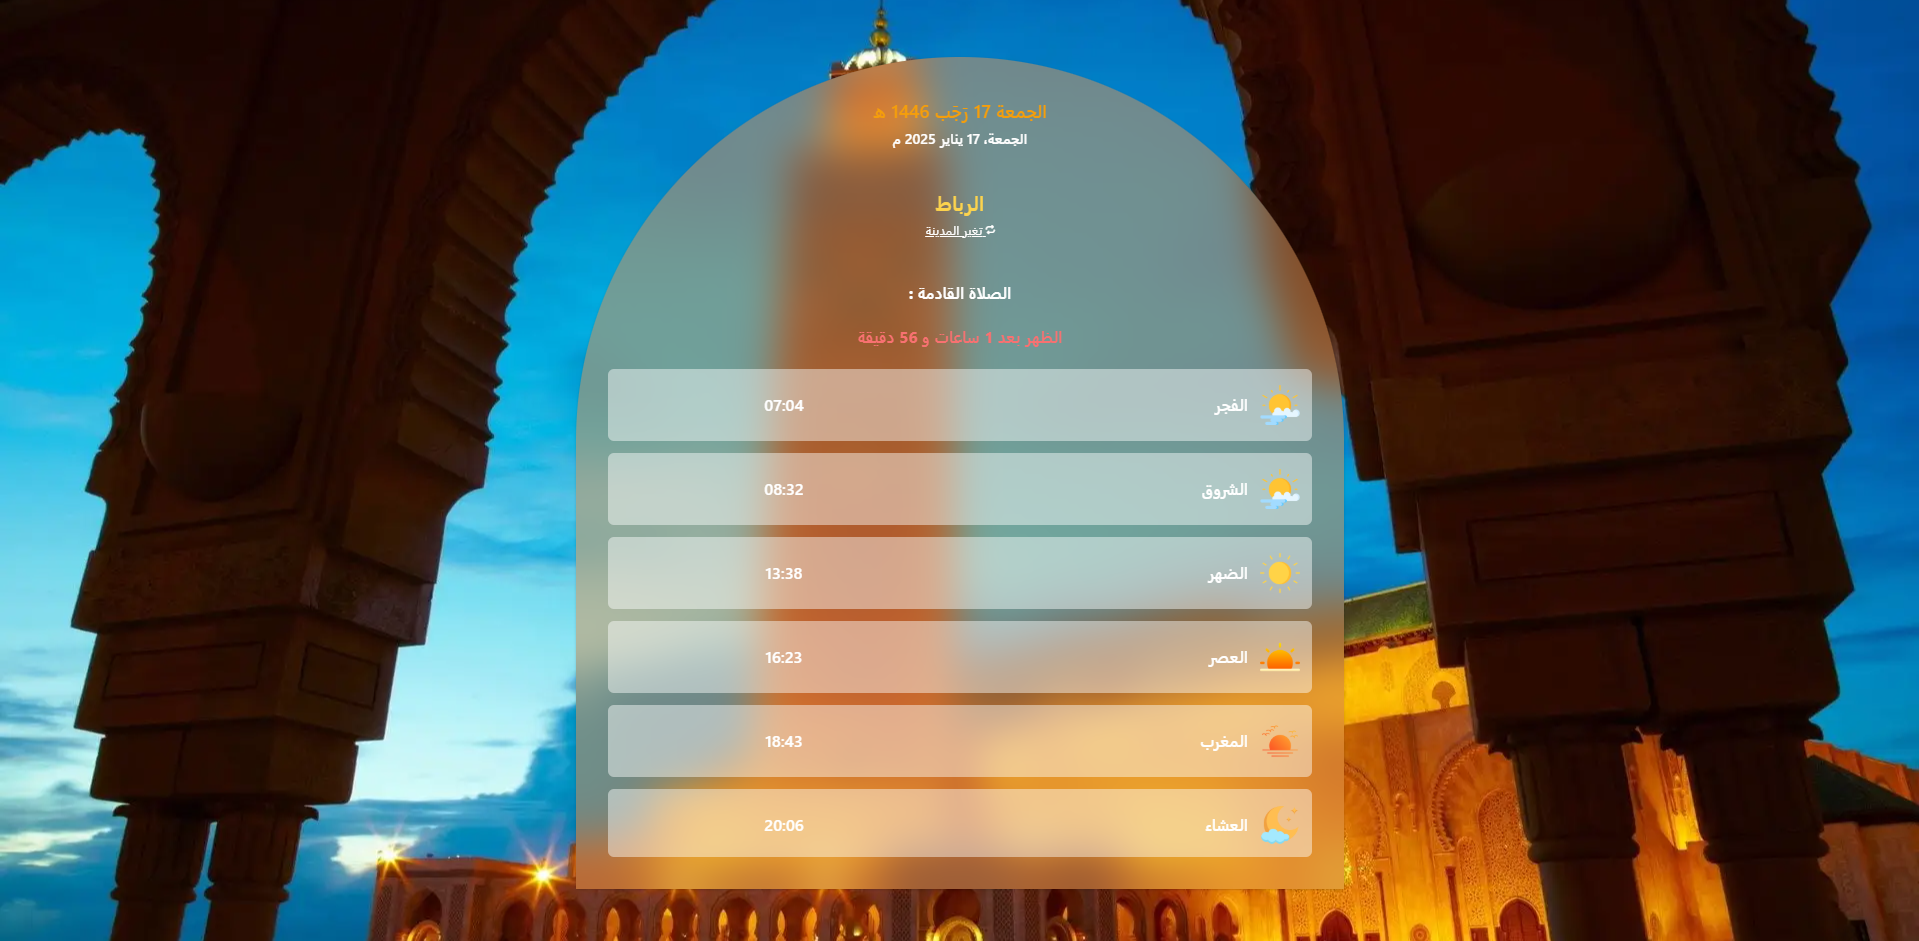 الجمعة 17 رَجَب 1446 هـ
الجمعة، 17 يناير 2025 م
الرباط
تغير المدينة
الصلاة القادمة :
الظهر بعد 1 ساعات و 56 دقيقة
الفجر 07:04
الشروق 08:32
الضهر 13:38
العصر 16:23
المغرب 18:43
العشاء 20:06